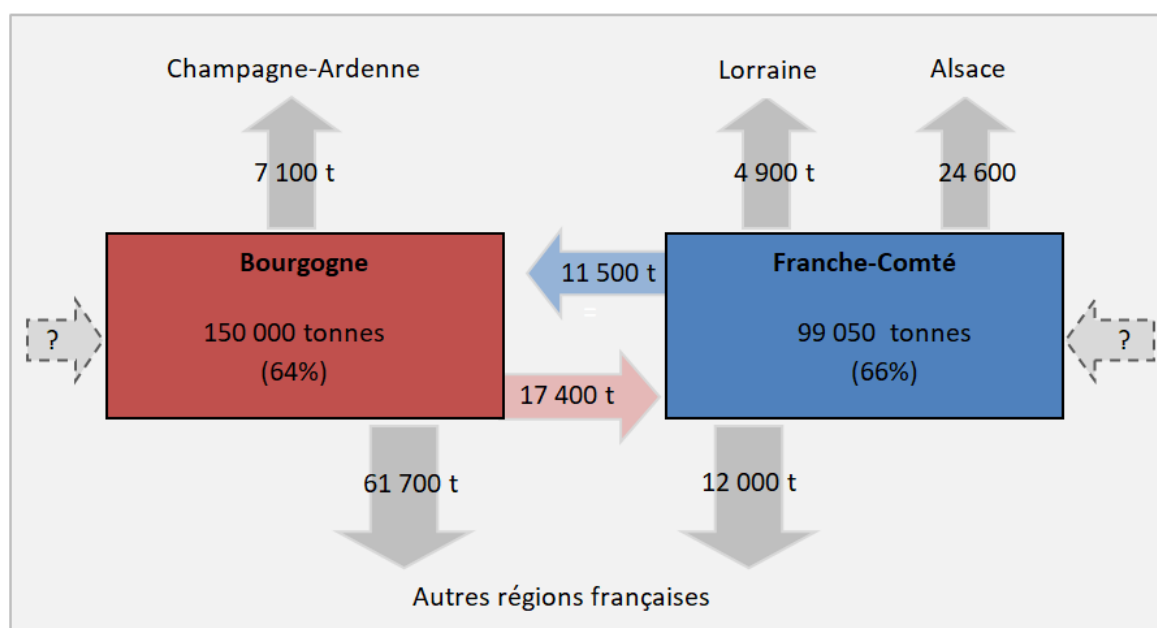 Champagne-Ardenne
Lorraine
Alsace
7 100 t
4 900 t
24 600
Bourgogne
150 000 tonnes
(64%)
11 500 t
=
17 400 t
Franche-Comté
99 050 tonnes
(66%)
?
?
61 700 t
12 000 t
Autres régions françaises